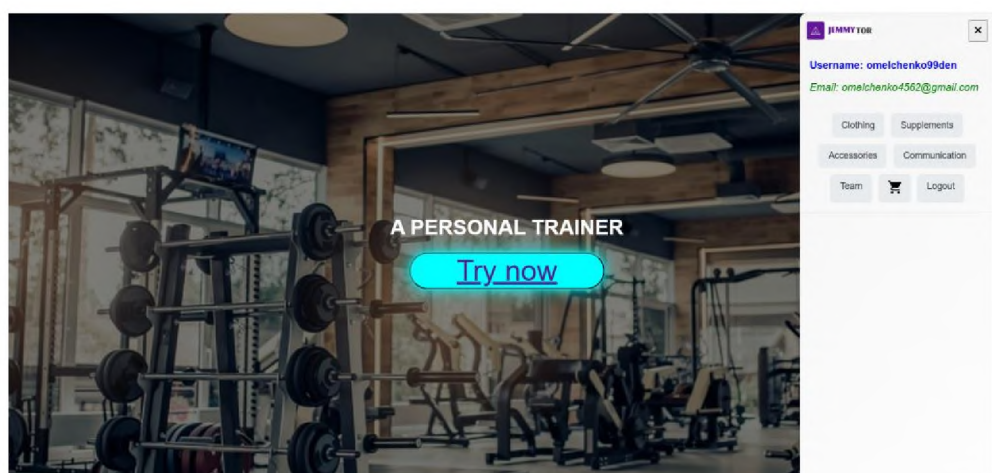 JIMMYTOR
×
Username: omelchenko99den
Email: omelchenko4562@gmail.com
Clothing Supplements
Accessories Communication
Team Logout
A PERSONAL TRAINER
Try now